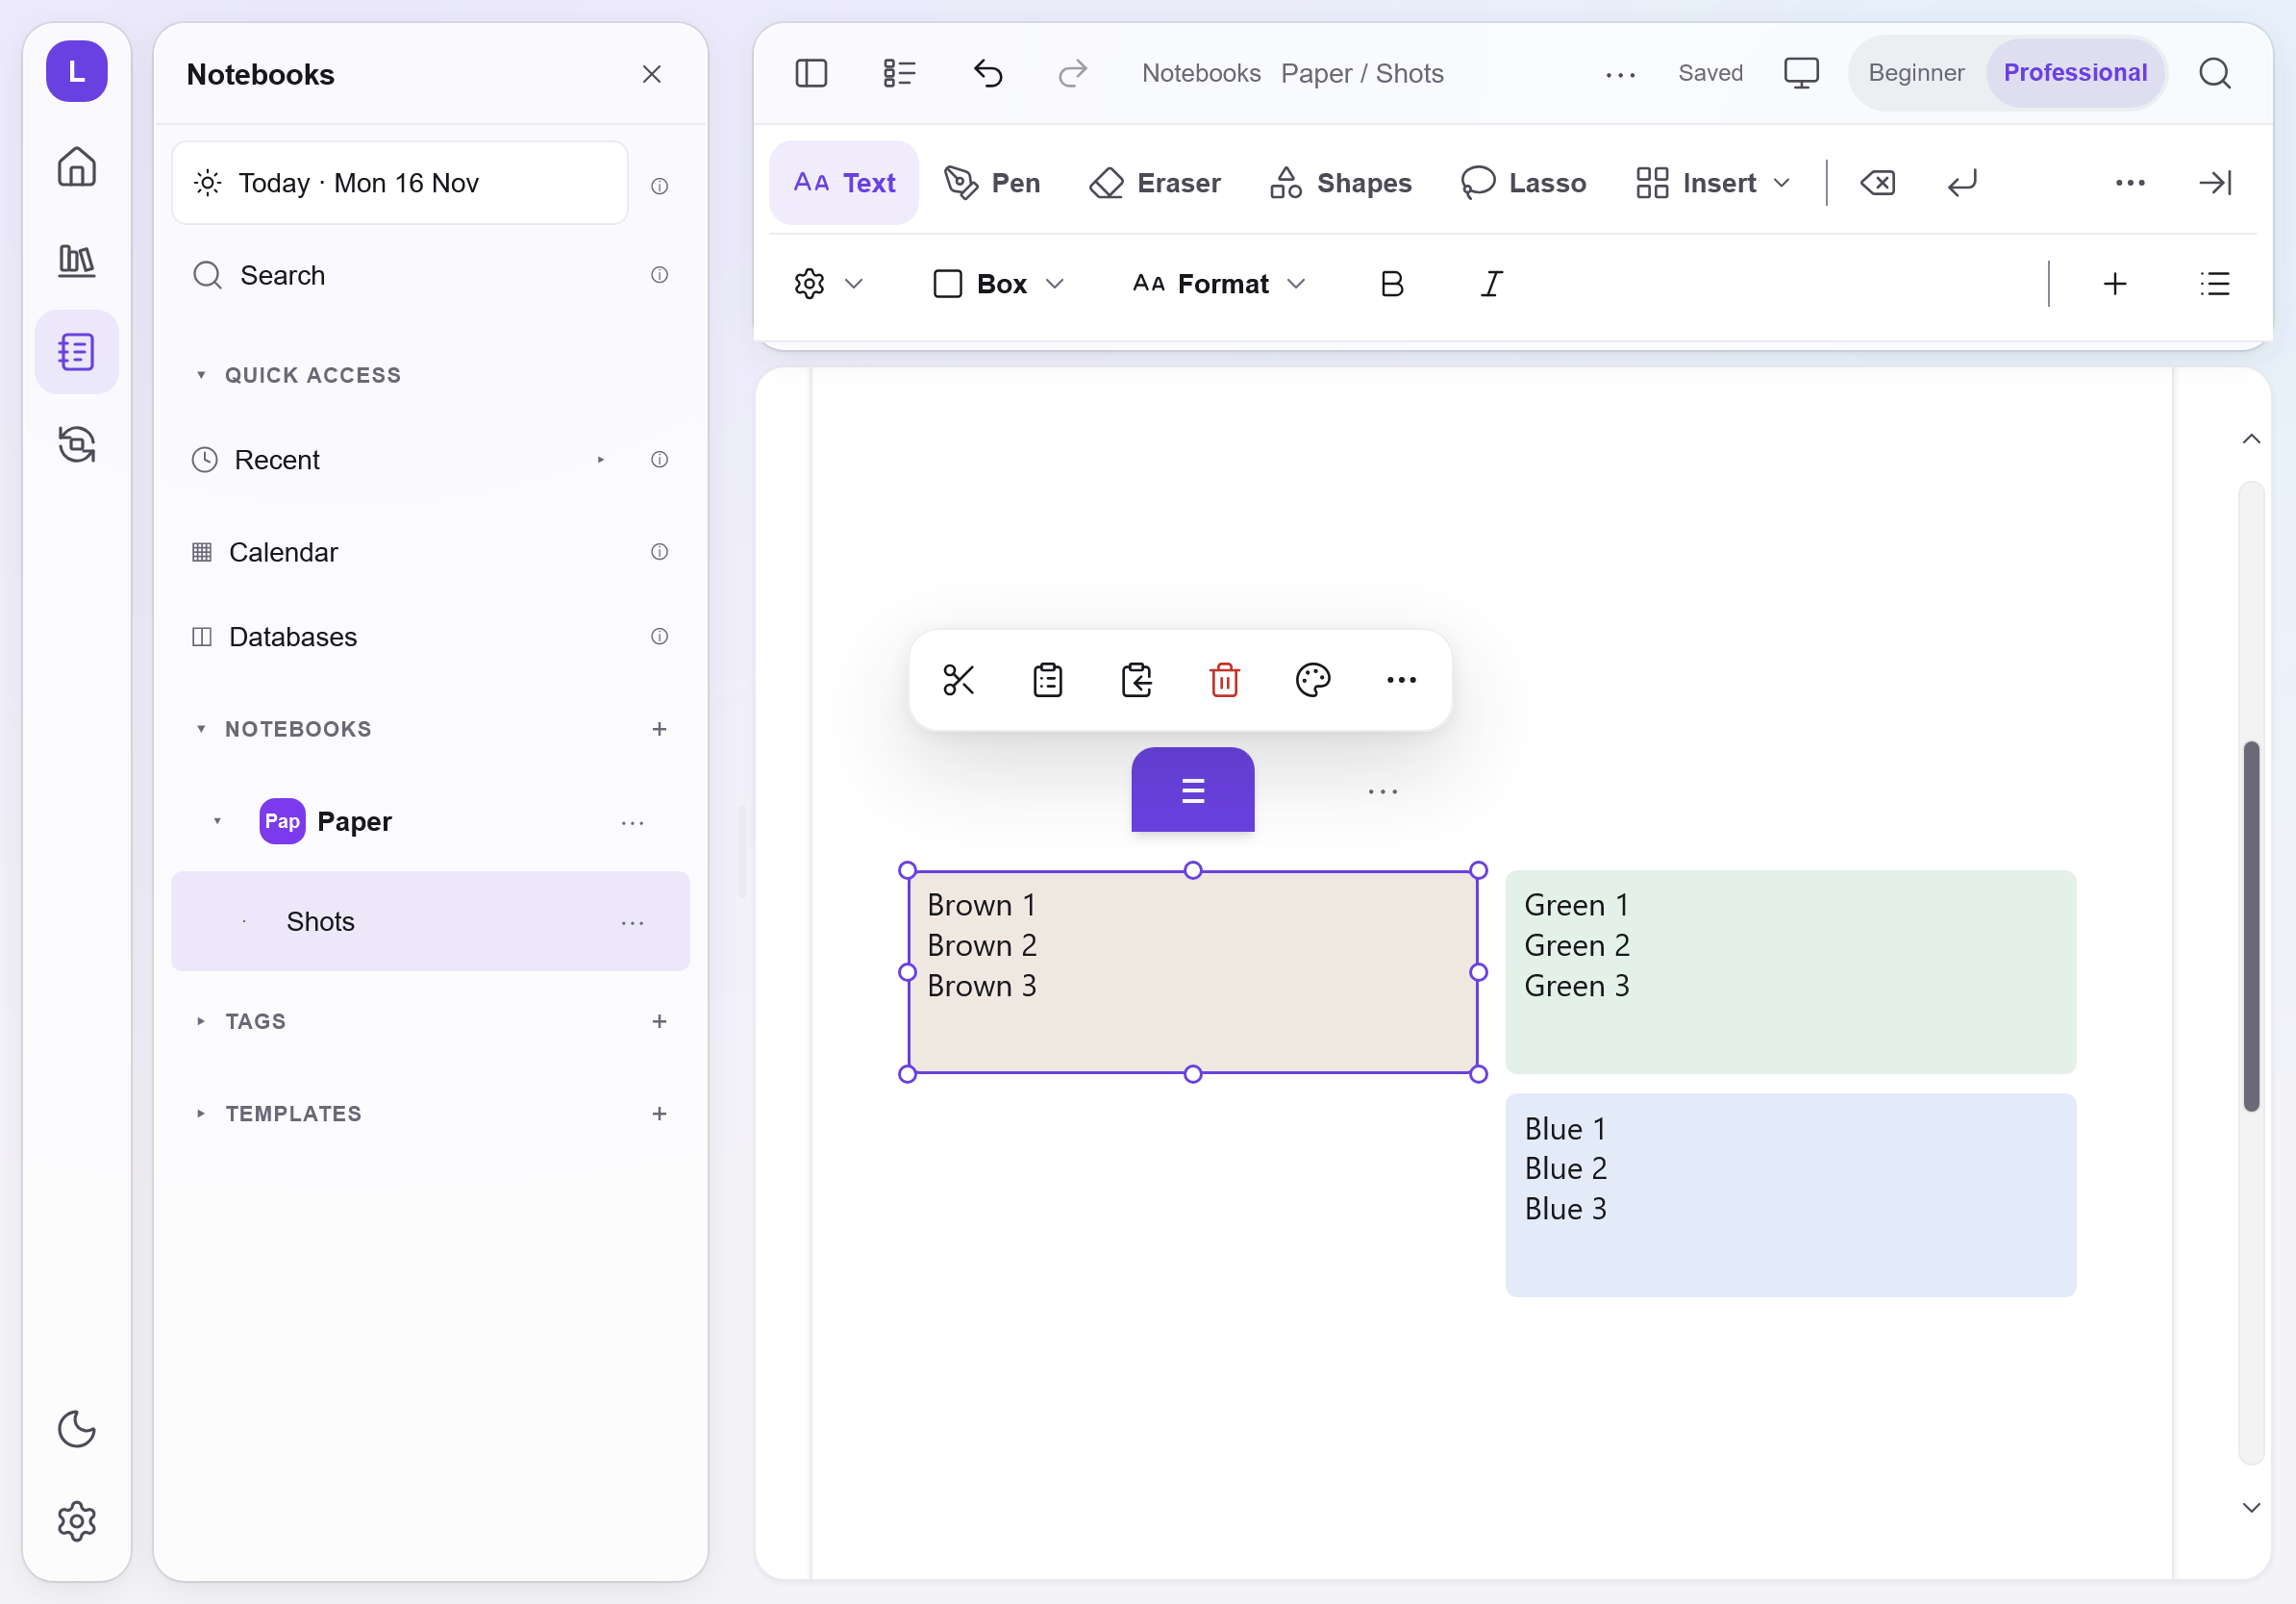 L
Notebooks
Today · Mon 16 Nov
Search
QUICK ACCESS
Recent
Calendar
Databases
NOTEBOOKS
Pap Paper
Shots
TAGS
TEMPLATES
Notebooks Paper / Shots
Saved
Beginner Professional
Text Pen Eraser Shapes Lasso Insert
Box Format B I
Brown 1
Brown 2
Brown 3
Green 1
Green 2
Green 3
Blue 1
Blue 2
Blue 3